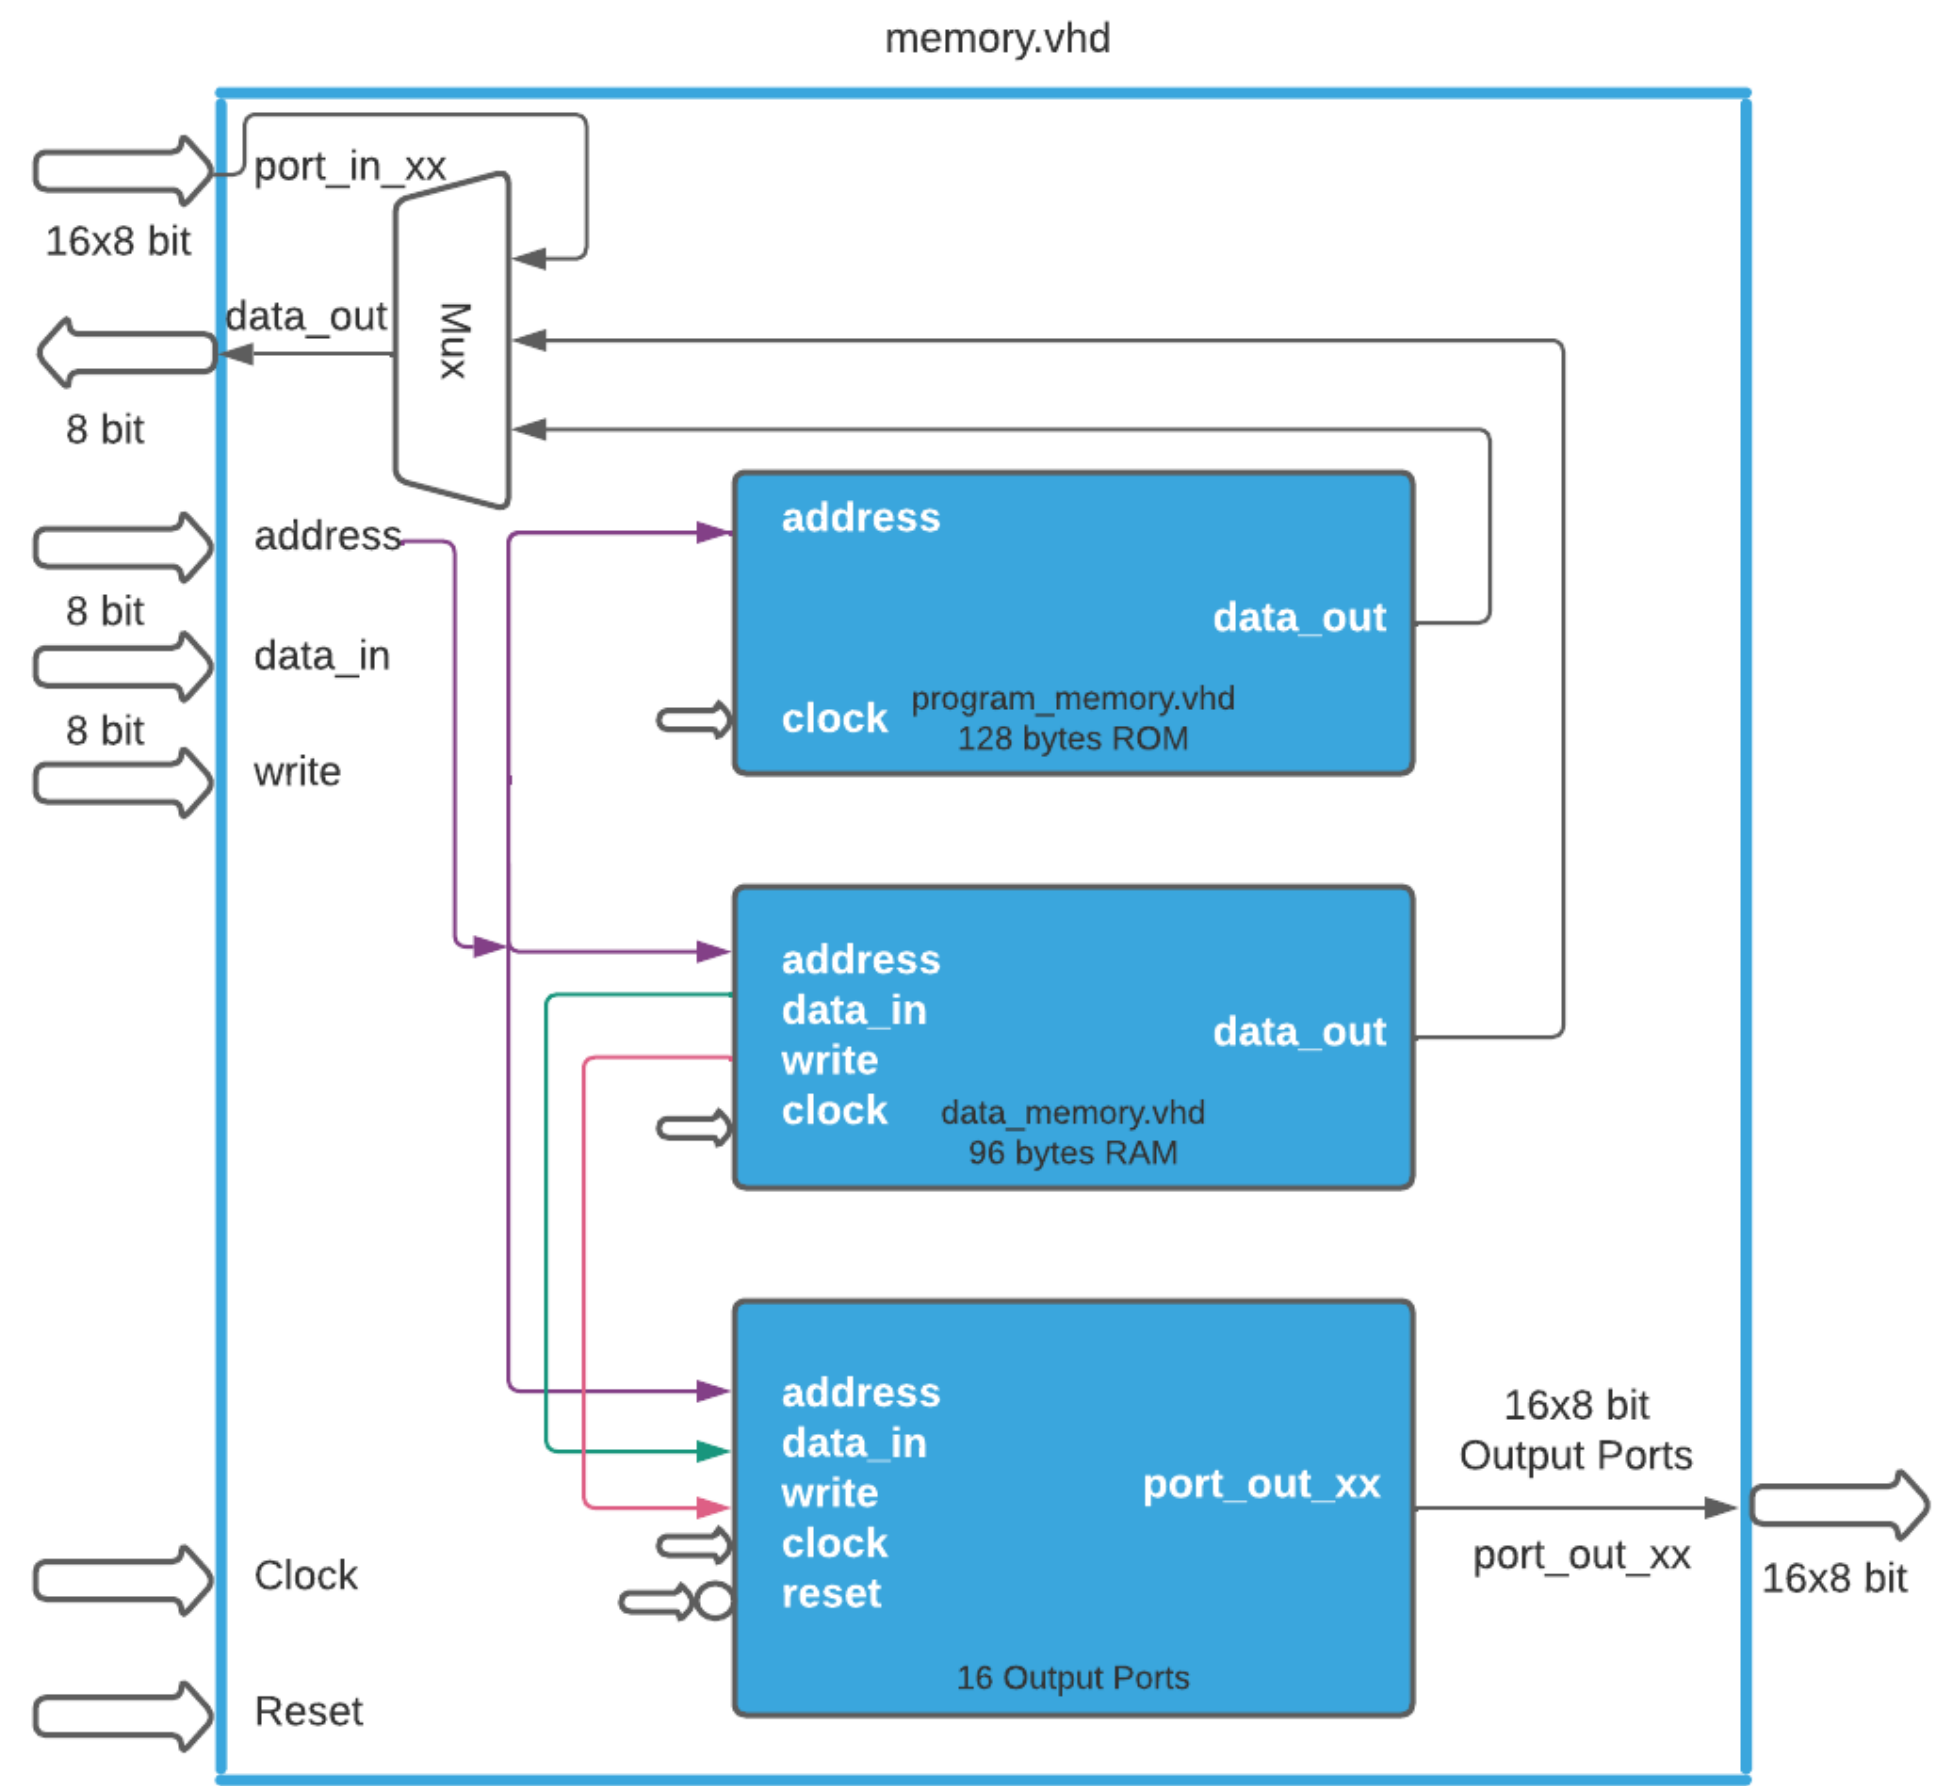 memory.vhd
port_in_xx
16x8 bit
data_out
Mux
8 bit
address
8 bit
data_in
8 bit
write
address
data_out
clock
program_memory.vhd
128 bytes ROM
address
data_in
write
clock
data_out
data_memory.vhd
96 bytes RAM
address
data_in
write
clock
reset
port_out_xx
16 Output Ports
16x8 bit
Output Ports
port_out_xx
16x8 bit
Clock
Reset